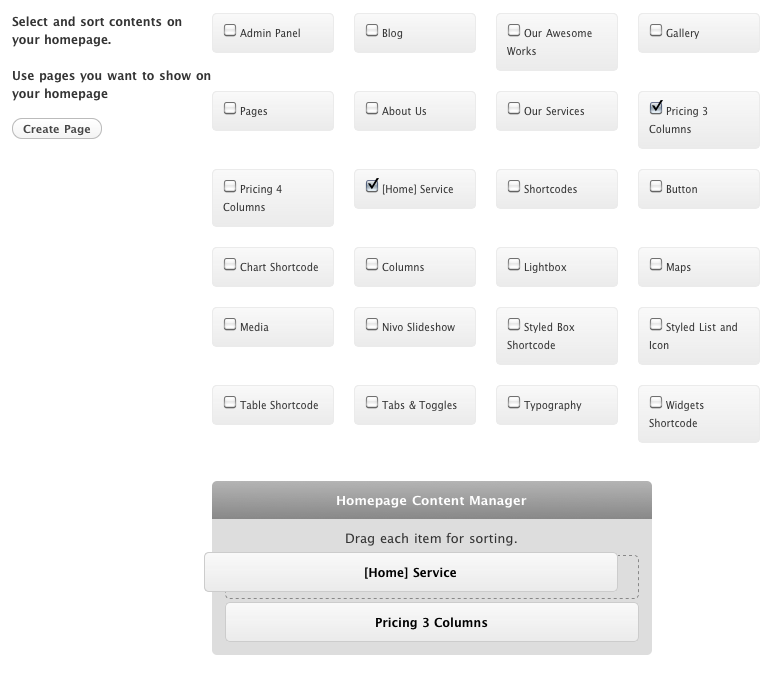 Select and sort contents on
your homepage.
Use pages you want to show on
your homepage
Create Page
Admin Panel
Blog
Our Awesome
Works
Gallery
Pages
About Us
Our Services
Pricing 3
Columns
Pricing 4
Columns
[Home] Service
Shortcodes
Button
Chart Shortcode
Columns
Lightbox
Maps
Media
Nivo Slideshow
Styled Box
Shortcode
Styled List and
Icon
Table Shortcode
Tabs & Toggles
Typography
Widgets
Shortcode
Homepage Content Manager
Drag each item for sorting.
[Home] Service
Pricing 3 Columns